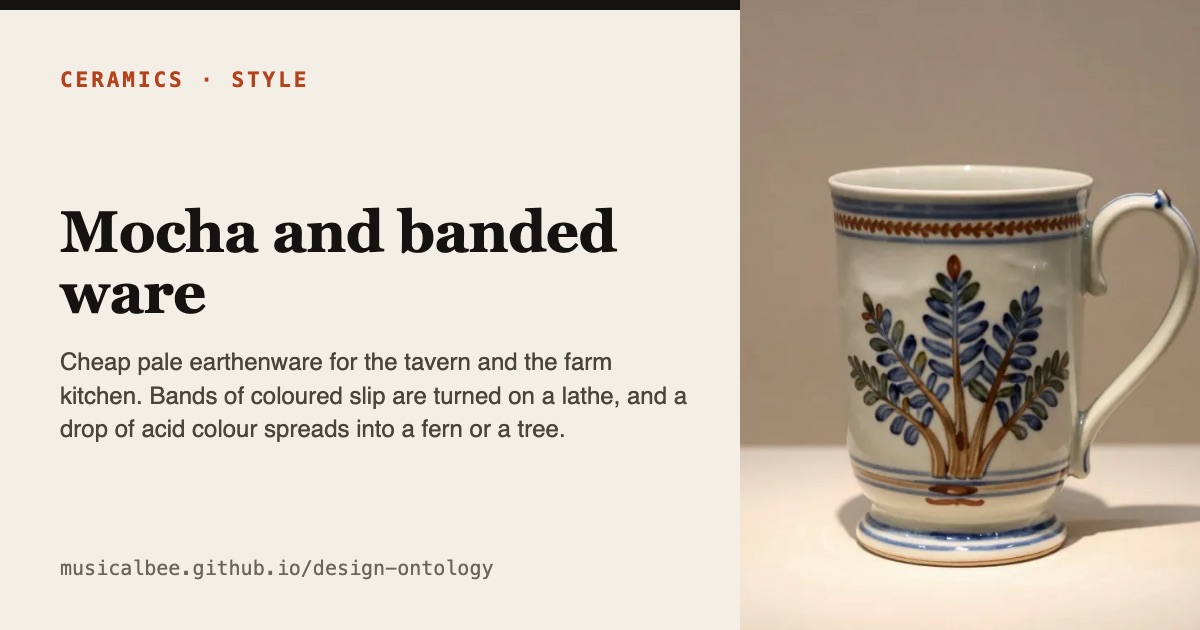 CERAMICS · STYLE
Mocha and banded
ware
Cheap pale earthenware for the tavern and the farm
kitchen. Bands of coloured slip are turned on a lathe, and a
drop of acid colour spreads into a fern or a tree.
musicalbee.github.io/design-ontology